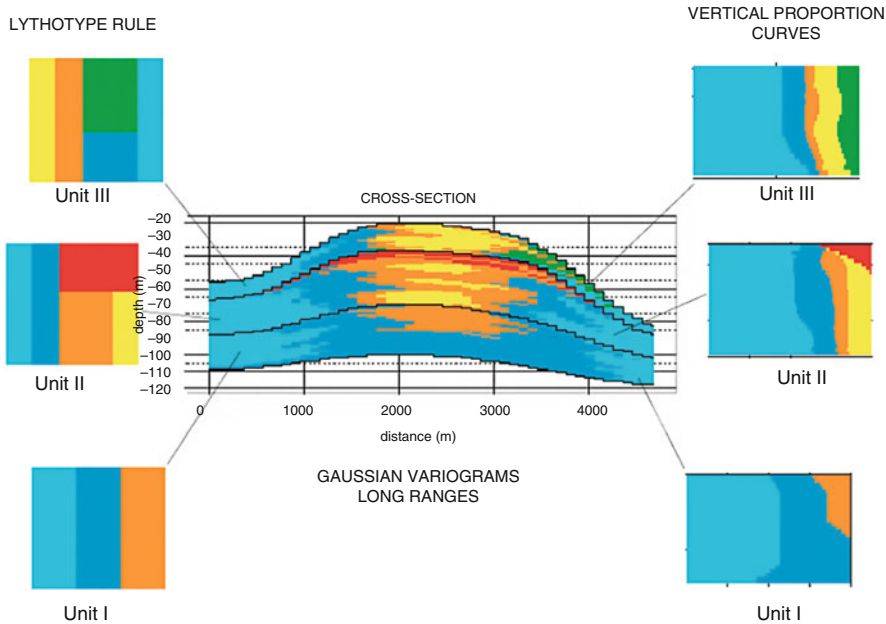 LYTHOTYPE RULE
VERTICAL PROPORTION
CURVES
Unit III
CROSS-SECTION
Unit III
-20
-30
-40
-50
-60
-70
-80
-90
-100
-110
-120
depth (m)
Unit II
Unit II
0 1000 2000 3000 4000
distance (m)
GAUSSIAN VARIOGRAMS
LONG RANGES
Unit I
Unit I